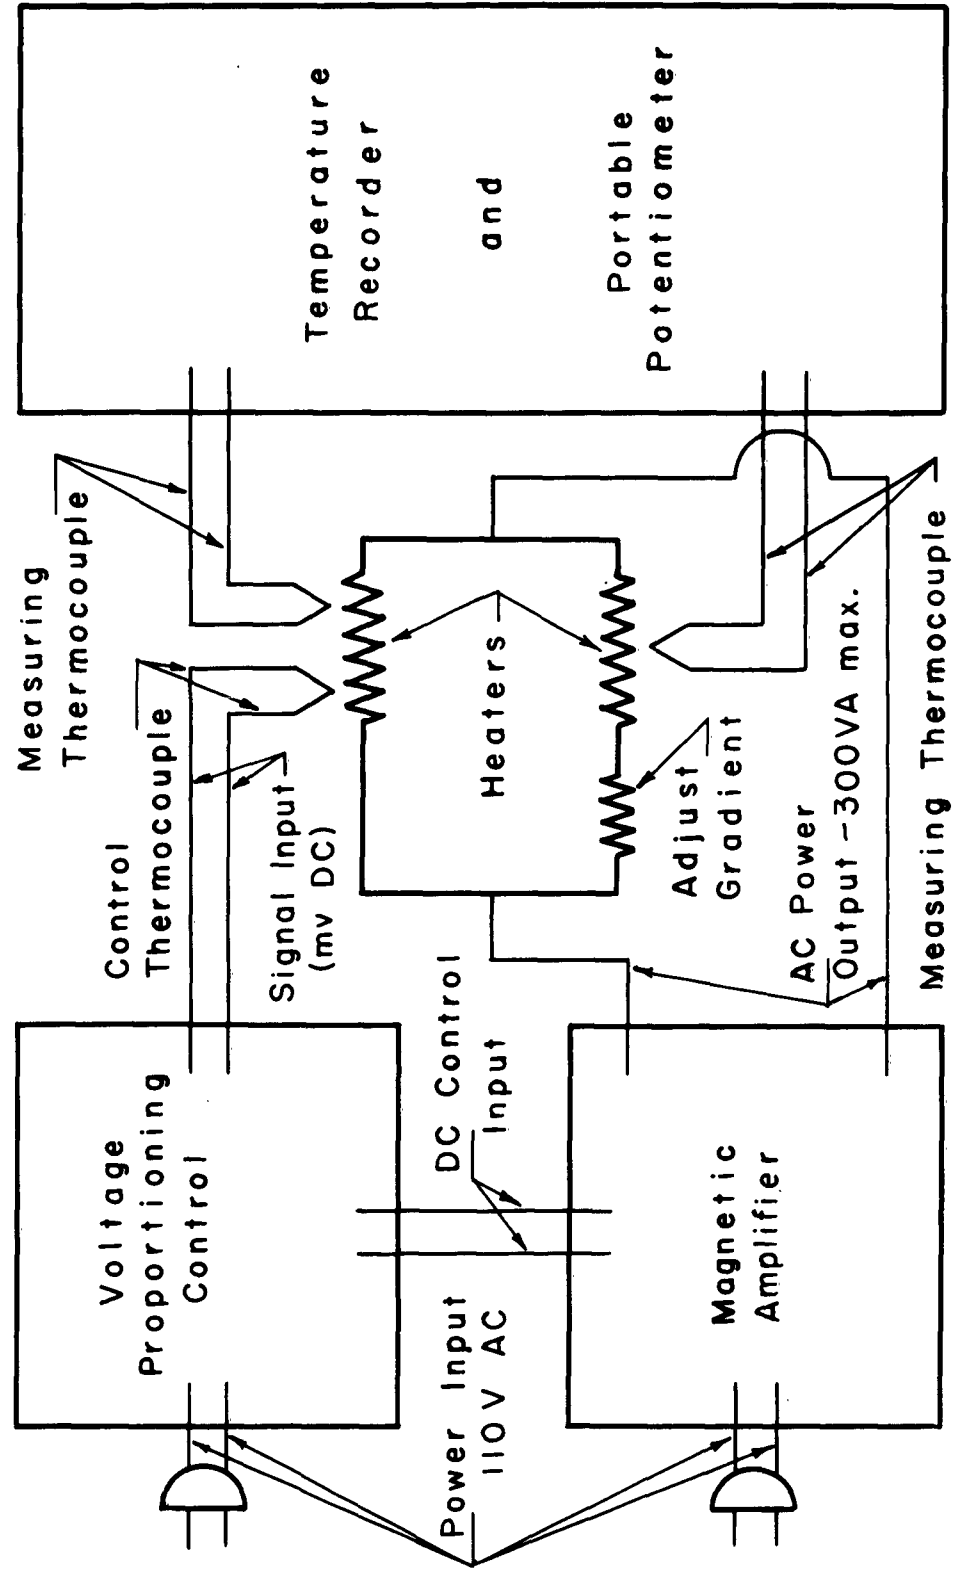 Temperature
Recorder
and
Portable
Potentiometer
Measuring
Thermocouple
Control
Thermocouple
Signal Input
(mv DC)
Heaters
Adjust
Gradient
AC Power
Output –300VA max.
Measuring Thermocouple
Voltage
Proportioning
Control
DC Control
Input
Magnetic
Amplifier
Power Input
110V AC